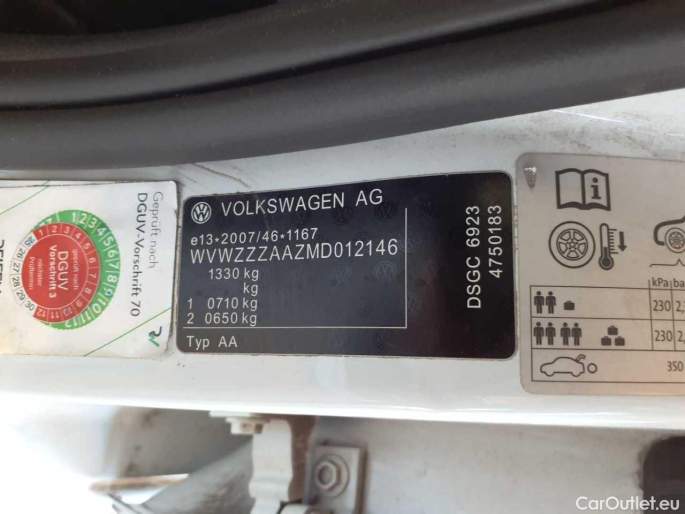 Geprüft nach
DGUV-Vorschrift 70
DGUV
Vorschrift 3
VOLKSWAGEN AG
e13*2007/46*1167
WVWZZZAAZMD012146
1330 kg
kg
1 0710 kg
2 0650 kg
Typ AA
DSGC 6923
4750183
kPa
230
230
350
CarOutlet.eu